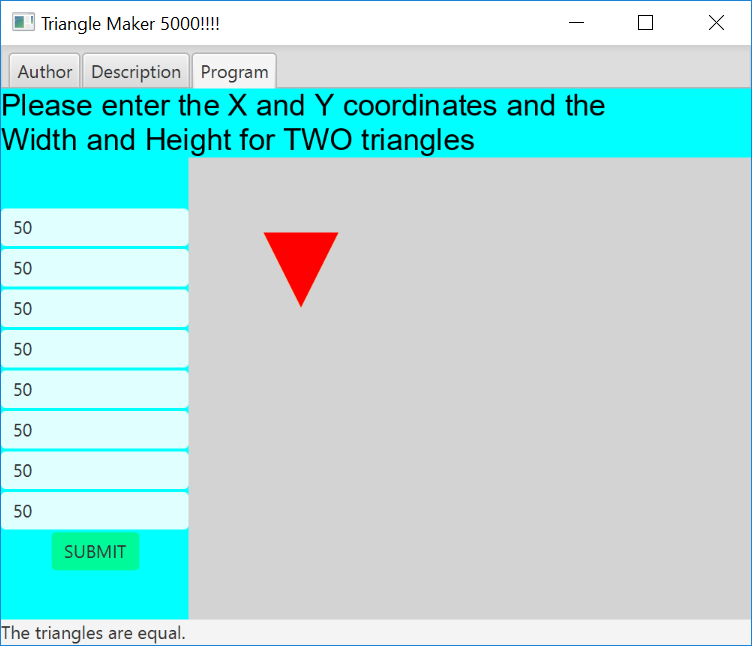 Triangle Maker 5000!!!!
Author Description Program
Please enter the X and Y coordinates and the
Width and Height for TWO triangles
50
50
50
50
50
50
50
50
SUBMIT
The triangles are equal.